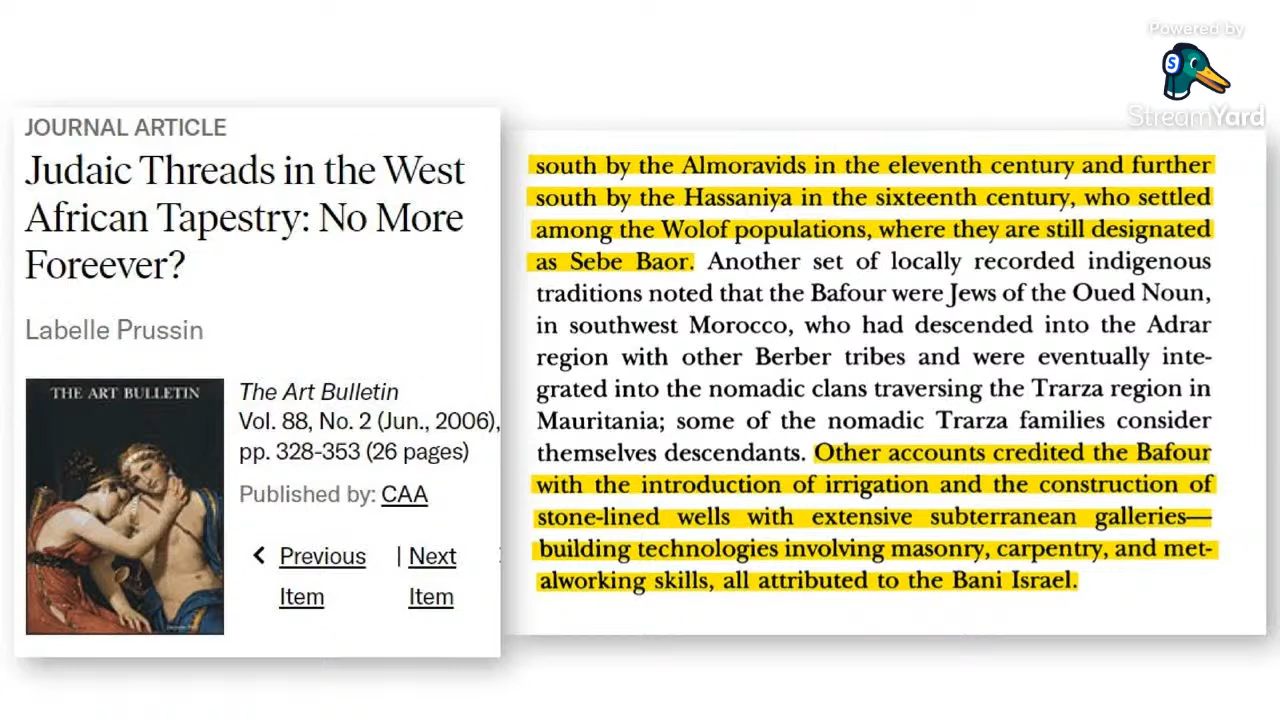 Powered by
StreamYard
JOURNAL ARTICLE
Judaic Threads in the West
African Tapestry: No More
Foreever?
Labelle Prussin
THE ART BULLETIN
The Art Bulletin
Vol. 88, No. 2 (Jun., 2006),
pp. 328-353 (26 pages)
Published by: CAA
Previous Item
| Next Item
south by the Almoravids in the eleventh century and further
south by the Hassaniya in the sixteenth century, who settled
among the Wolof populations, where they are still designated
as Sebe Baor. Another set of locally recorded indigenous
traditions noted that the Bafour were Jews of the Oued Noun,
in southwest Morocco, who had descended into the Adrar
region with other Berber tribes and were eventually inte-
grated into the nomadic clans traversing the Trarza region in
Mauritania; some of the nomadic Trarza families consider
themselves descendants. Other accounts credited the Bafour
with the introduction of irrigation and the construction of
stone-lined wells with extensive subterranean galleries—
building technologies involving masonry, carpentry, and met-
alworking skills, all attributed to the Bani Israel.